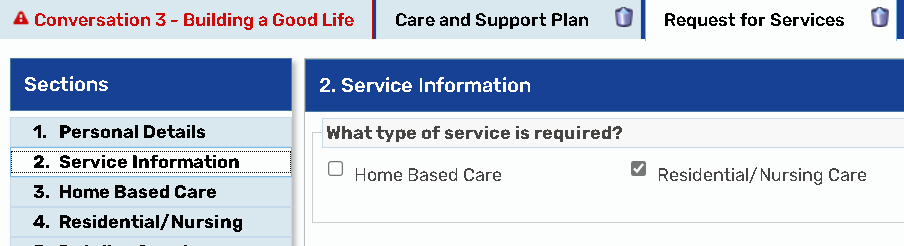 Conversation 3 - Building a Good Life
Care and Support Plan
Request for Services
Sections
1. Personal Details
2. Service Information
3. Home Based Care
4. Residential/Nursing
2. Service Information
What type of service is required?
Home Based Care
Residential/Nursing Care